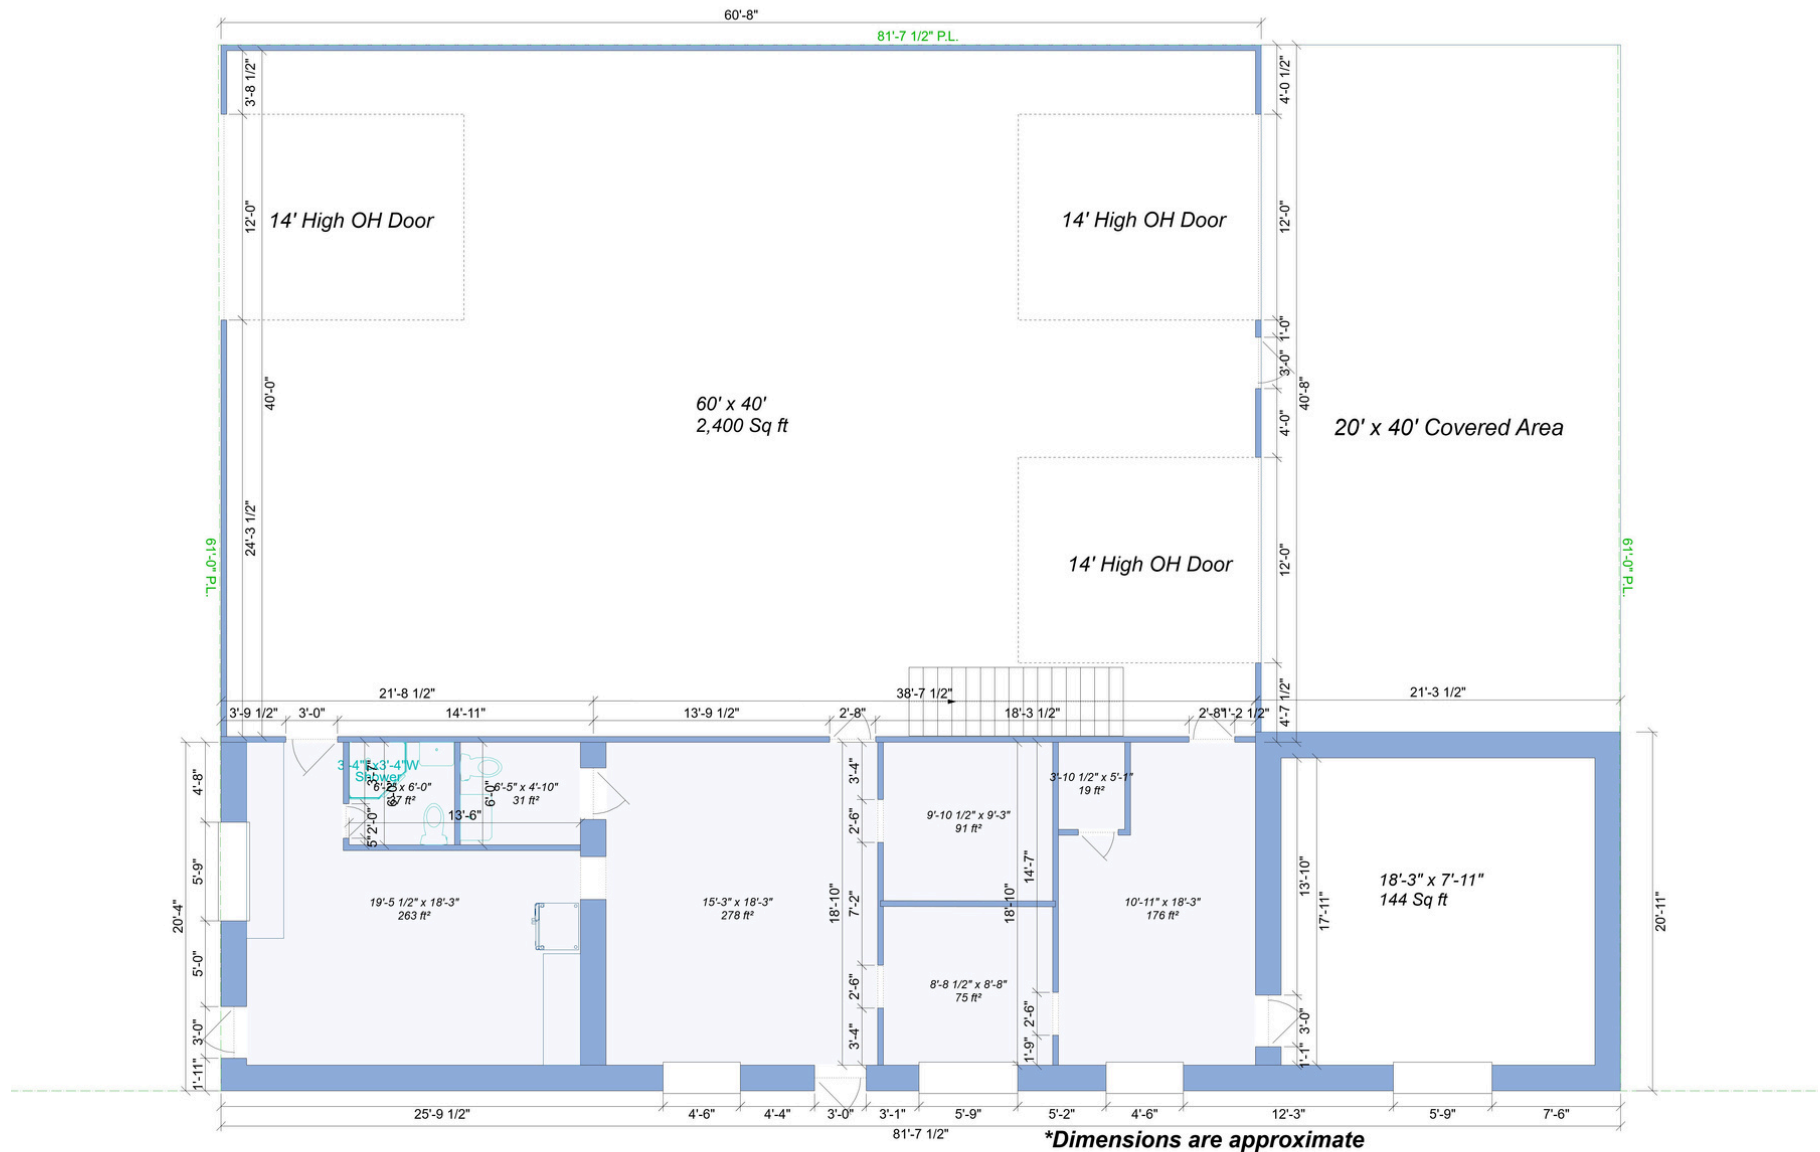 60'-8"
81'-7 1/2" P.L.
3'-8 1/2"
4'-0 1/2"
12'-0"
14' High OH Door
14' High OH Door
12'-0"
1'-0"
3'-0"
40'-0"
40'-8"
60' x 40'
2,400 Sq ft
4'-0"
20' x 40' Covered Area
24'-3 1/2"
61'-0" P.L.
14' High OH Door
12'-0"
61'-0" P.L.
21'-8 1/2"
38'-7 1/2"
21'-3 1/2"
4'-7 1/2"
3'-9 1/2"
3'-0"
14'-11"
13'-9 1/2"
2'-8"
18'-3 1/2"
2'-8"
1'-2 1/2"
4'-8"
3'-4"x3'-4"W
Shower
3'-7"
6'-2" x 6'-0"
37 ft²
6'-0"
6'-0"
6'-5" x 4'-10"
31 ft²
13'-6"
2'-0"
5"
3'-4"
2'-6"
9'-10 1/2" x 9'-3"
91 ft²
3'-10 1/2" x 5'-1"
19 ft²
5'-9"
20'-4"
19'-5 1/2" x 18'-3"
263 ft²
15'-3" x 18'-3"
278 ft²
18'-10"
7'-2"
14'-7"
18'-10"
10'-11" x 18'-3"
176 ft²
13'-10"
17'-11"
18'-3" x 7'-11"
144 Sq ft
20'-11"
5'-0"
2'-6"
8'-8 1/2" x 8'-8"
75 ft²
2'-6"
3'-0"
3'-0"
3'-4"
1'-9"
1'-1"
1'-11"
25'-9 1/2"
4'-6"
4'-4"
3'-0"
3'-1"
5'-9"
5'-2"
4'-6"
12'-3"
5'-9"
7'-6"
81'-7 1/2"
*Dimensions are approximate